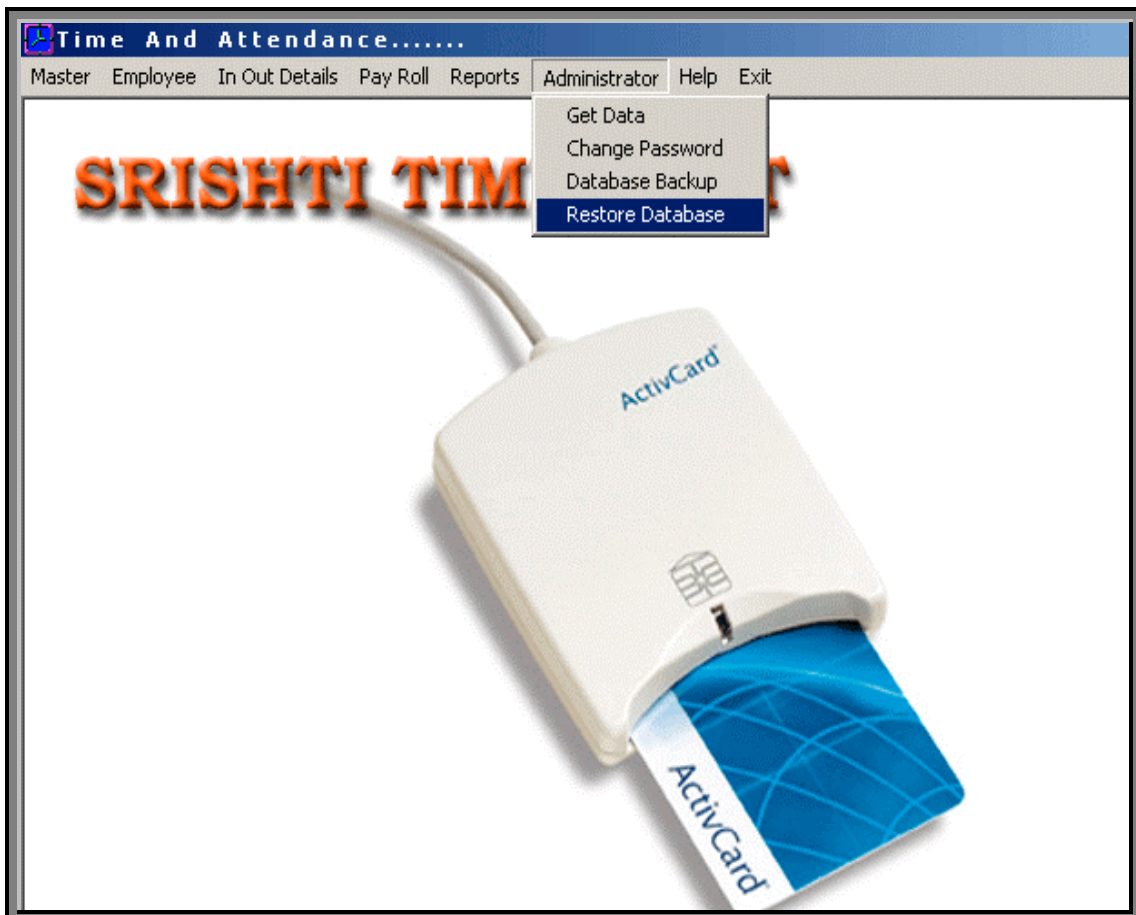 Time And Attendance.......
Master Employee In Out Details Pay Roll Reports Administrator Help Exit
Get Data
Change Password
Database Backup
Restore Database
SRISHTI
ActivCard
ActivCard